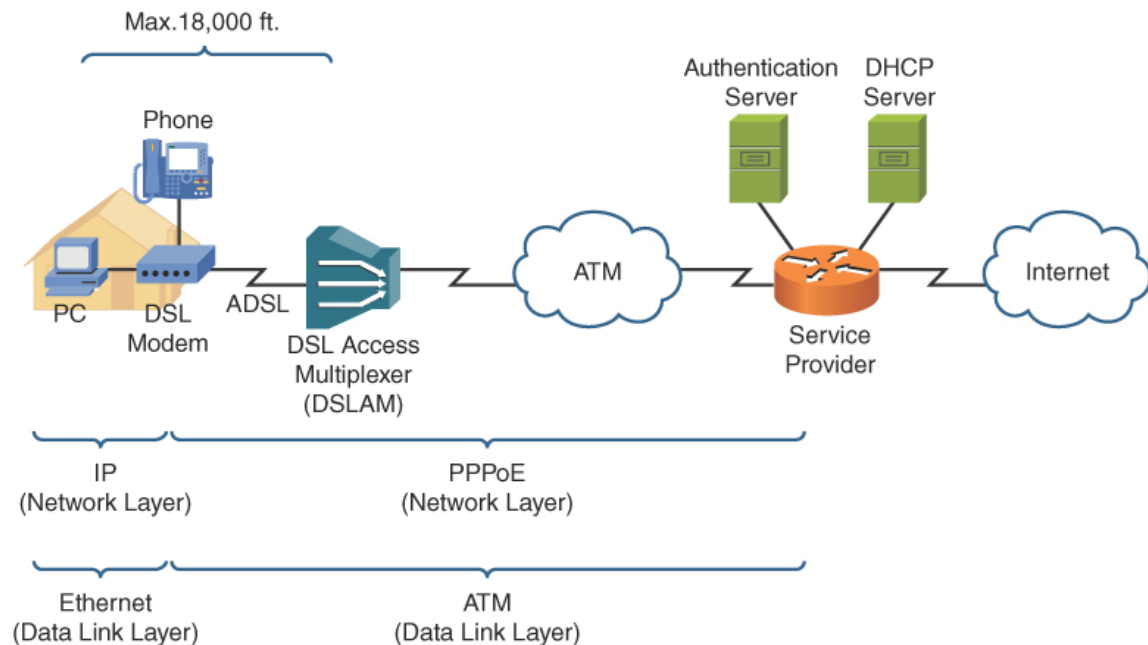 Max.18,000 ft.
Authentication
Server
DHCP
Server
Phone
ATM
Internet
PC
DSL
Modem
ADSL
DSL Access
Multiplexer
(DSLAM)
Service
Provider
IP
(Network Layer)
PPPoE
(Network Layer)
Ethernet
(Data Link Layer)
ATM
(Data Link Layer)